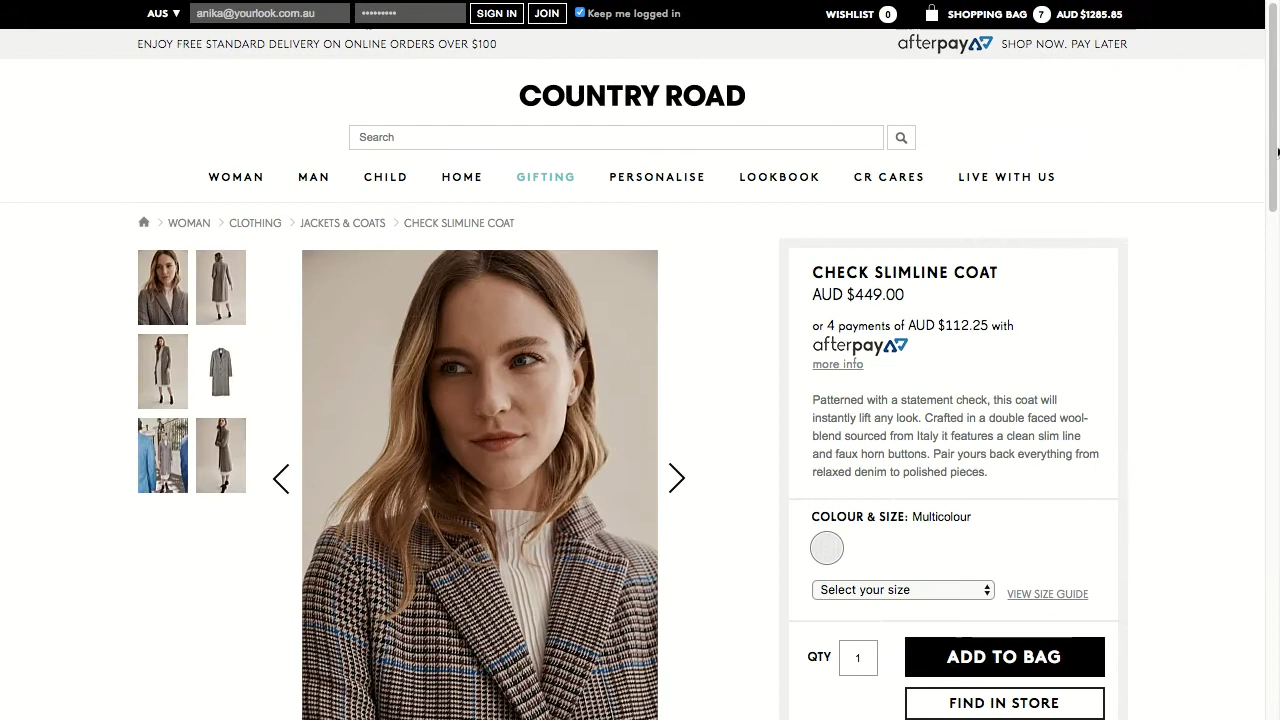 AUS ▼ anika@yourlook.com.au ••••••••• SIGN IN JOIN Keep me logged in WISHLIST 0 SHOPPING BAG 7 AUD $1285.85
ENJOY FREE STANDARD DELIVERY ON ONLINE ORDERS OVER $100 afterpay SHOP NOW. PAY LATER
COUNTRY ROAD
Search
WOMAN MAN CHILD HOME GIFTING PERSONALISE LOOKBOOK CR CARES LIVE WITH US
WOMAN > CLOTHING > JACKETS & COATS > CHECK SLIMLINE COAT
CHECK SLIMLINE COAT
AUD $449.00
or 4 payments of AUD $112.25 with
afterpay
more info
Patterned with a statement check, this coat will
instantly lift any look. Crafted in a double faced wool-
blend sourced from Italy it features a clean slim line
and faux horn buttons. Pair yours back everything from
relaxed denim to polished pieces.
COLOUR & SIZE: Multicolour
Select your size VIEW SIZE GUIDE
QTY 1 ADD TO BAG
FIND IN STORE